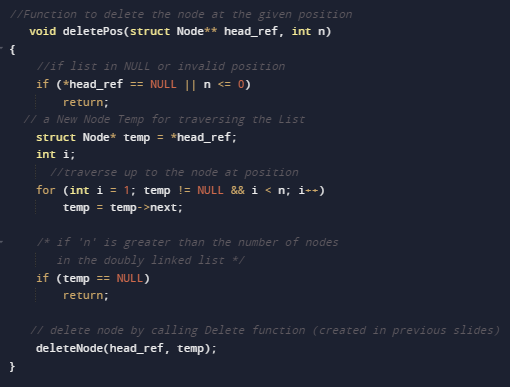 //Function to delete the node at the given position
void deletePos(struct Node** head_ref, int n)
{
//if list in NULL or invalid position
if (*head_ref == NULL || n <= 0)
return;
// a New Node Temp for traversing the List
struct Node* temp = *head_ref;
int i;
//traverse up to the node at position
for (int i = 1; temp != NULL && i < n; i++)
temp = temp->next;
/* if 'n' is greater than the number of nodes
in the doubly linked list */
if (temp == NULL)
return;
// delete node by calling Delete function (created in previous slides)
deleteNode(head_ref, temp);
}